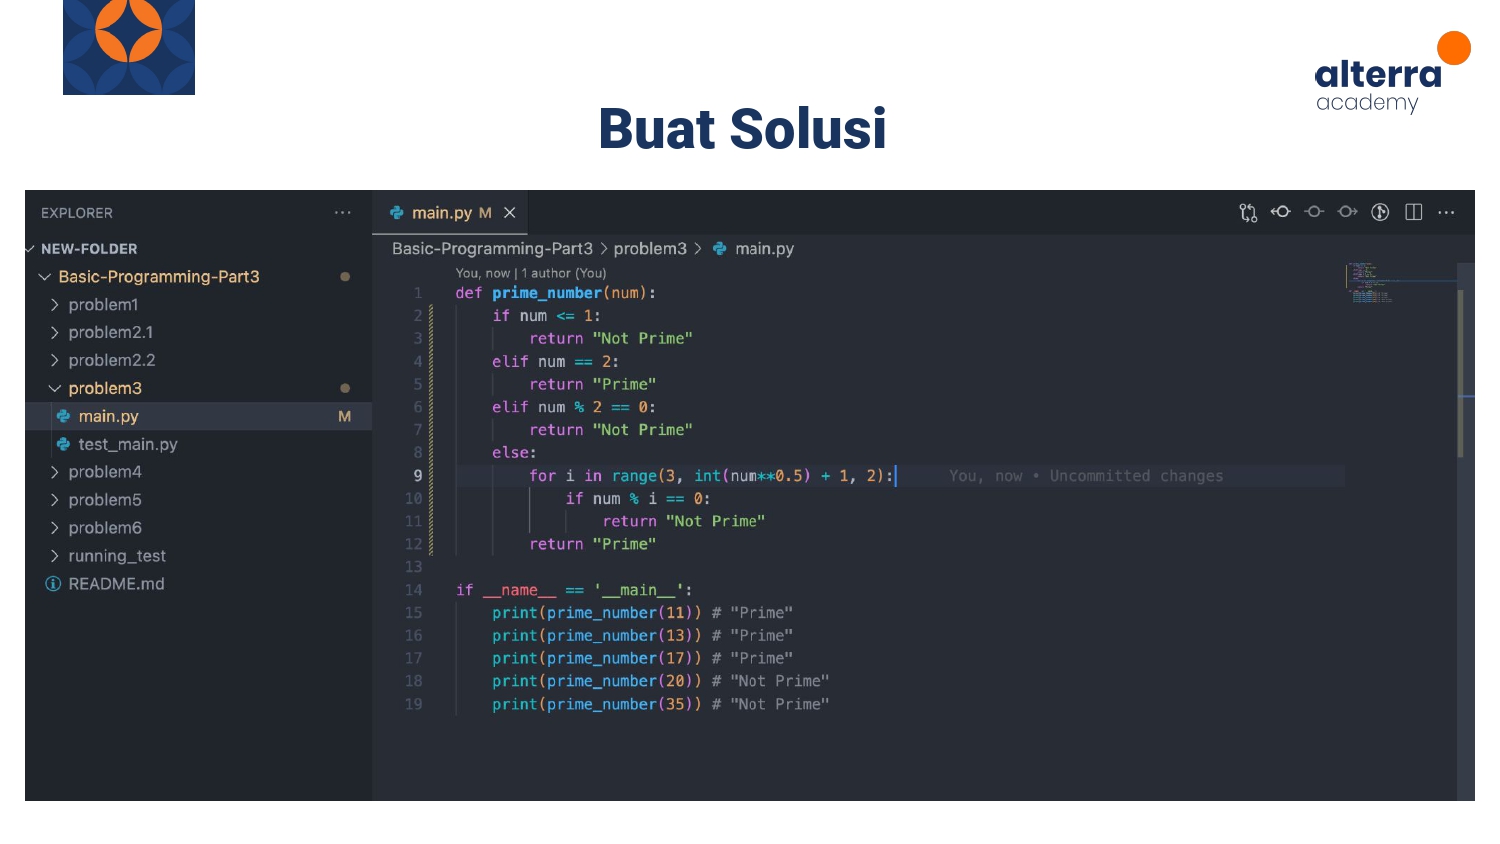 alterra
academy
Buat Solusi
EXPLORER
NEW-FOLDER
Basic-Programming-Part3
problem1
problem2.1
problem2.2
problem3
main.py M
test_main.py
problem4
problem5
problem6
running_test
README.md
main.py M
Basic-Programming-Part3 > problem3 > main.py
You, now | 1 author (You)
1 def prime_number(num):
2     if num <= 1:
3         return "Not Prime"
4     elif num == 2:
5         return "Prime"
6     elif num % 2 == 0:
7         return "Not Prime"
8     else:
9         for i in range(3, int(num**0.5) + 1, 2): You, now • Uncommitted changes
10             if num % i == 0:
11                 return "Not Prime"
12         return "Prime"
13
14 if __name__ == '__main__':
15     print(prime_number(11)) # "Prime"
16     print(prime_number(13)) # "Prime"
17     print(prime_number(17)) # "Prime"
18     print(prime_number(20)) # "Not Prime"
19     print(prime_number(35)) # "Not Prime"